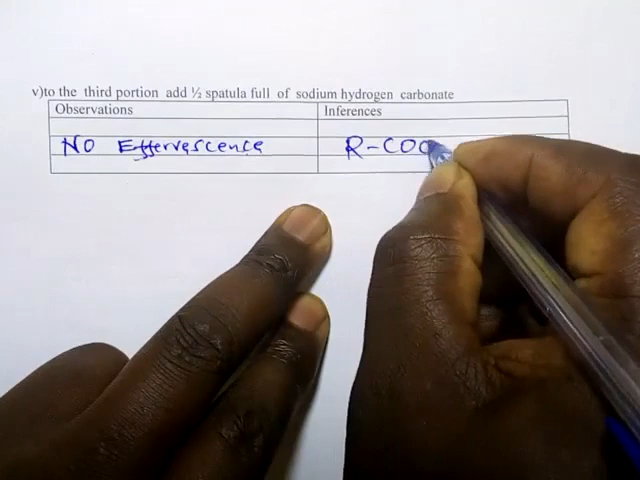 v)to the third portion add ½ spatula full of sodium hydrogen carbonate
Observations Inferences
NO Effervescence R-COO